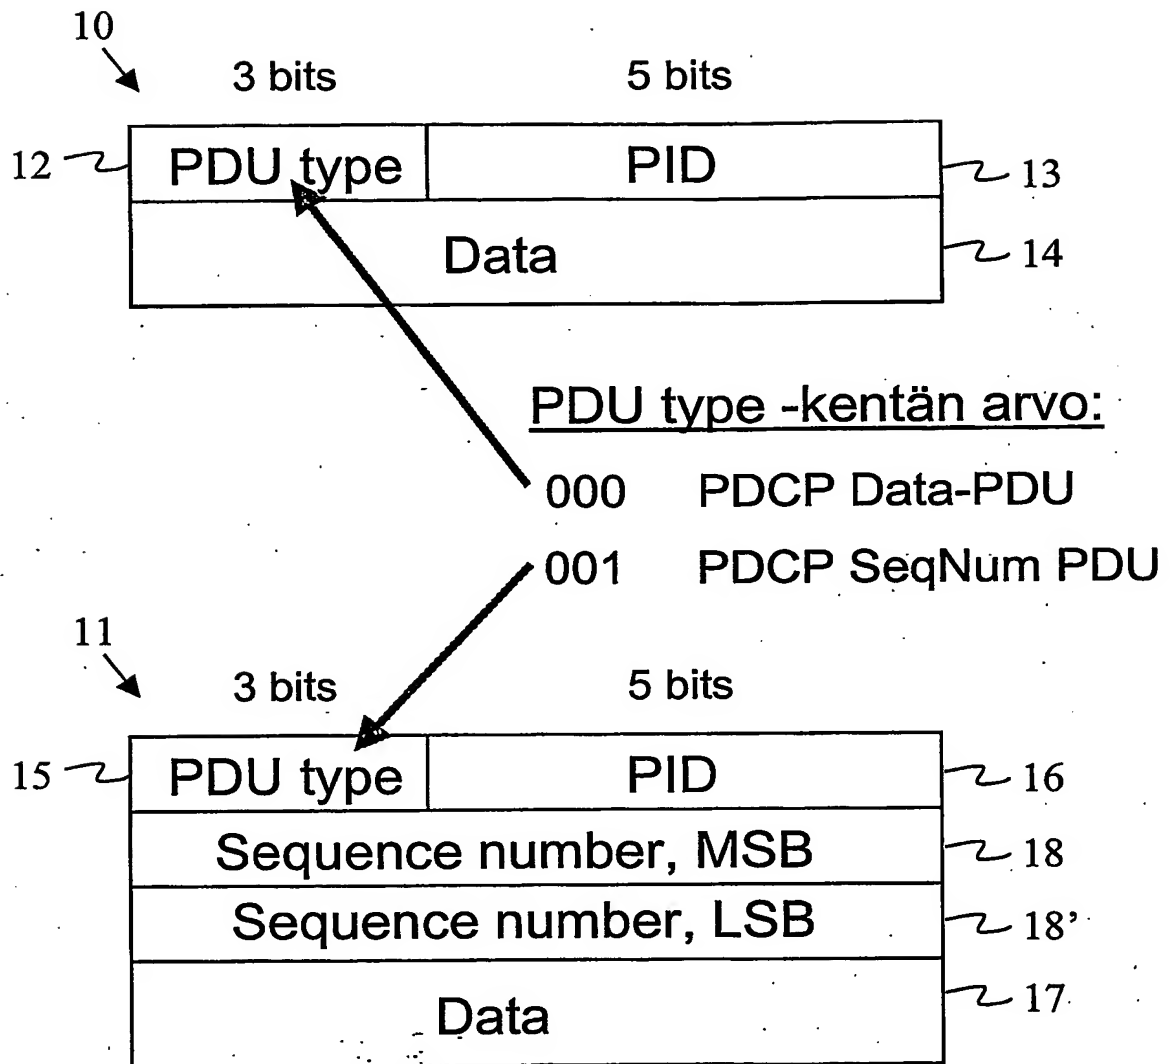 10
3 bits 5 bits
12 PDU type PID 13
Data 14
PDU type -kentän arvo:
000 PDCP Data-PDU
001 PDCP SeqNum PDU
11
3 bits 5 bits
15 PDU type PID 16
Sequence number, MSB 18
Sequence number, LSB 18’
Data 17